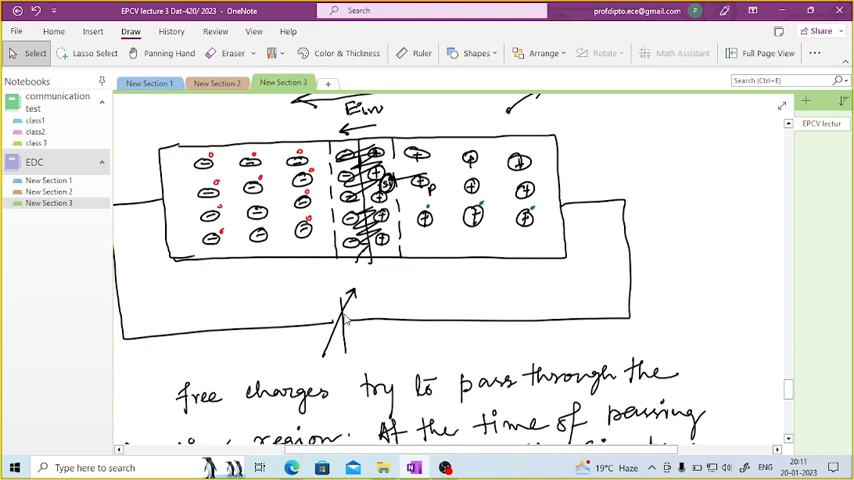 EPCV lecture 3 Dat-420/ 2023 - OneNote
Search
profdipto.ece@gmail.com
P
File
Home
Insert
Draw
History
Review
View
Help
Share
Select
Lasso Select
Panning Hand
Eraser
Color & Thickness
Ruler
Shapes
Arrange
Rotate
Math Assistant
Full Page View
Notebooks
New Section 1
New Section 2
New Section 3
Search (Ctrl+E)
communication
test
class1
class2
class 3
EDC
New Section 1
New Section 2
New Section 3
EPCV lectur
P
free charges try to pass through the
region. At the time of passing
Type here to search
19°C Haze
ENG
20:11
20-01-2023